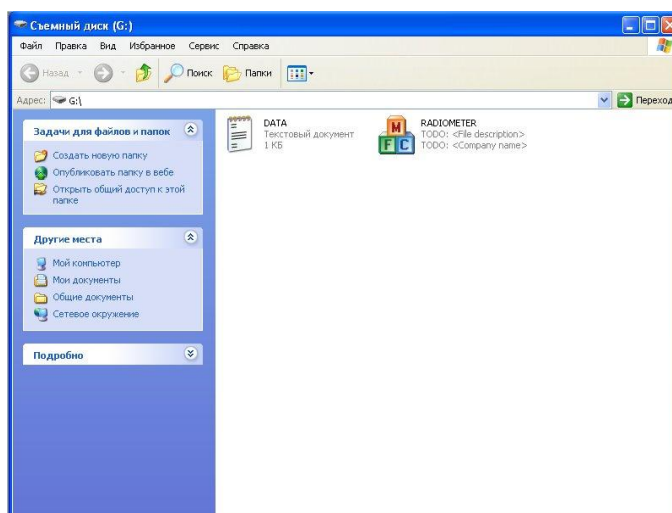 Съемный диск (G:)
Файл Правка Вид Избранное Сервис Справка
Назад Поиск Папки
Адрес: G:\ Переход
Задачи для файлов и папок
Создать новую папку
Опубликовать папку в вебе
Открыть общий доступ к этой
папке
Другие места
Мой компьютер
Мои документы
Общие документы
Сетевое окружение
Подробно
DATA
Текстовый документ
1 КБ
M
F C
RADIOMETER
TODO: <File description>
TODO: <Company name>